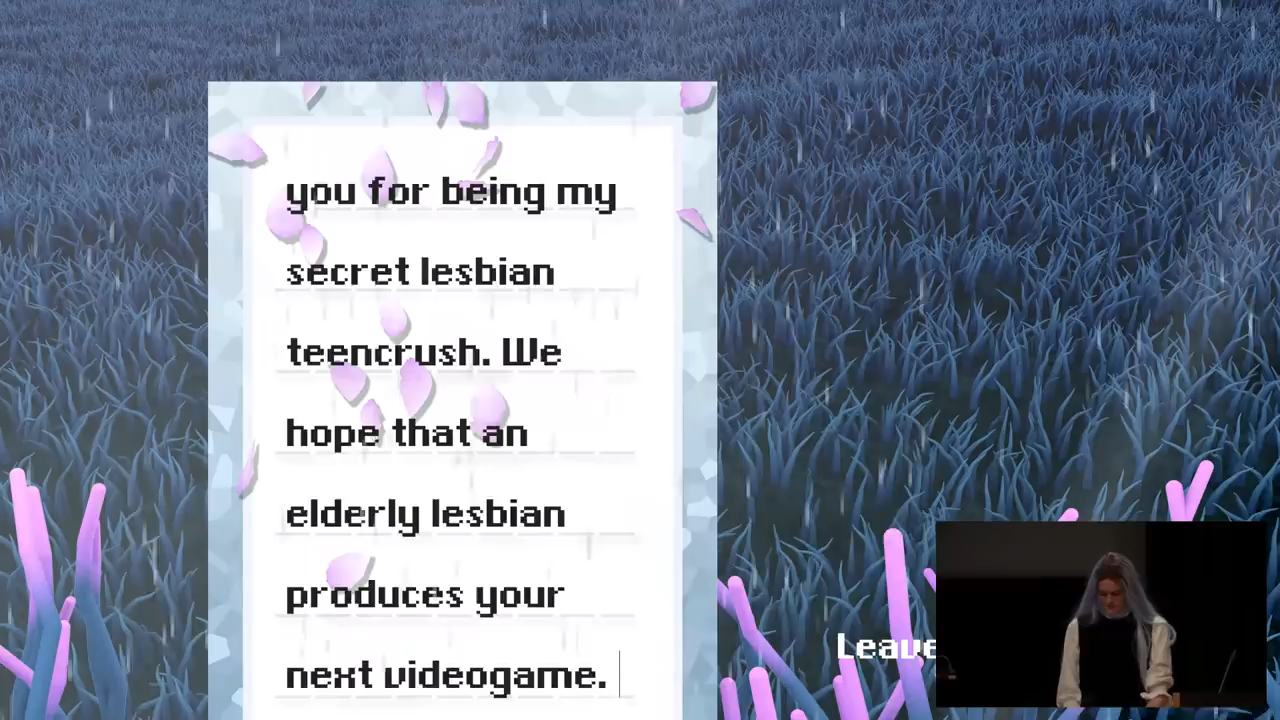 you for being my
secret lesbian
teencrush. We
hope that an
elderly lesbian
produces your
next videogame.
Leave